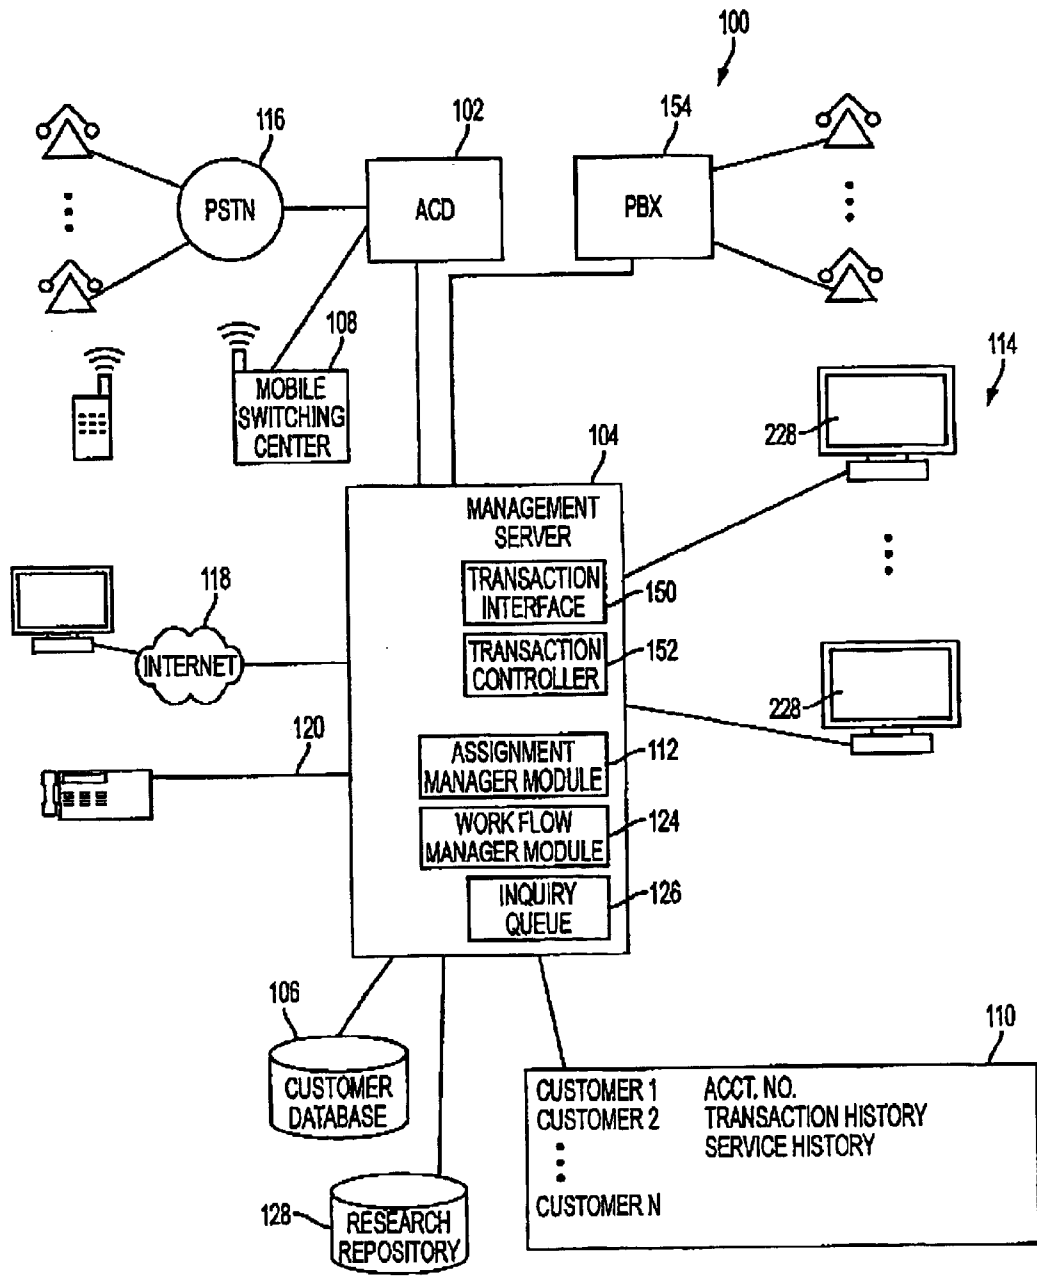 100
116
102
154
PSTN
ACD
PBX
108
114
MOBILE
SWITCHING
CENTER
228
104
MANAGEMENT
SERVER
TRANSACTION
INTERFACE
150
118
INTERNET
TRANSACTION
CONTROLLER
152
228
120
ASSIGNMENT
MANAGER MODULE
112
WORK FLOW
MANAGER MODULE
124
INQUIRY
QUEUE
126
106
CUSTOMER
DATABASE
110
CUSTOMER 1 ACCT. NO.
CUSTOMER 2 TRANSACTION HISTORY
SERVICE HISTORY
CUSTOMER N
128
RESEARCH
REPOSITORY